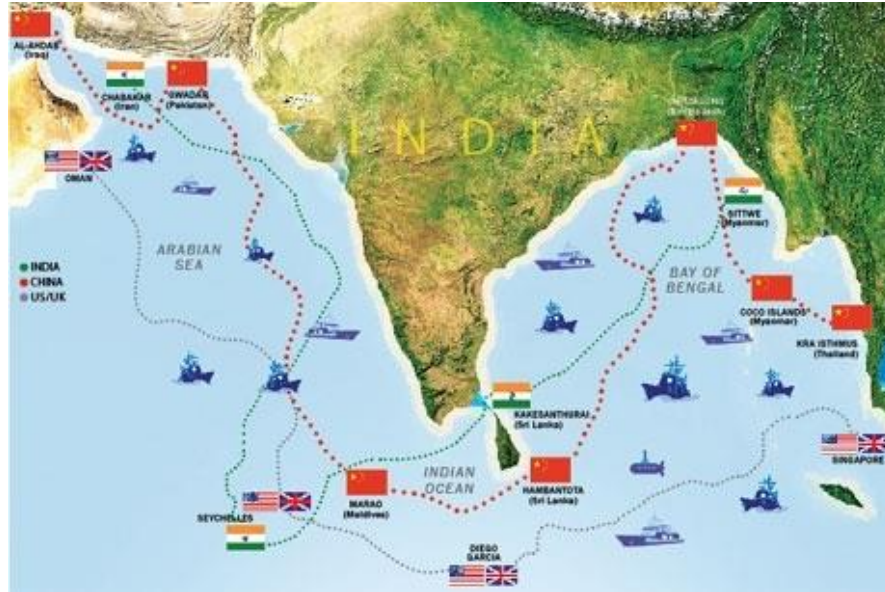 AL-AHDAB
(Iraq)
CHABAHAR
(Iran)
GWADAR
(Pakistan)
INDIA
OMAN
SITTWE
(Myanmar)
ARABIAN
SEA
BAY OF
BENGAL
INDIA
CHINA
US/UK
COCO ISLANDS*
(Myanmar)
KRA ISTHMUS
(Thailand)
KAKESANTHURAI
(Sri Lanka)
SINGAPORE
INDIAN
OCEAN
MARAO
(Maldives)
HAMBANTOTA
(Sri Lanka)
SEYCHELLES
DIEGO
GARCIA